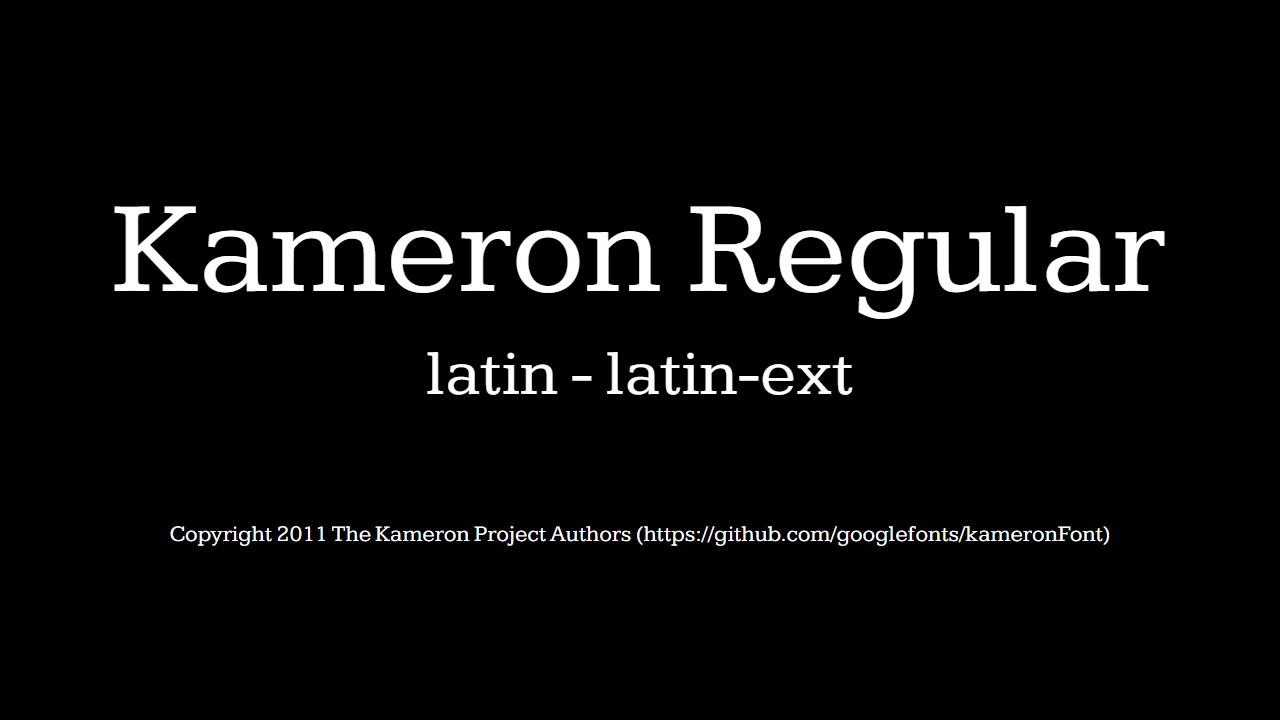 Kameron Regular
latin - latin-ext
Copyright 2011 The Kameron Project Authors (https://github.com/googlefonts/kameronFont)